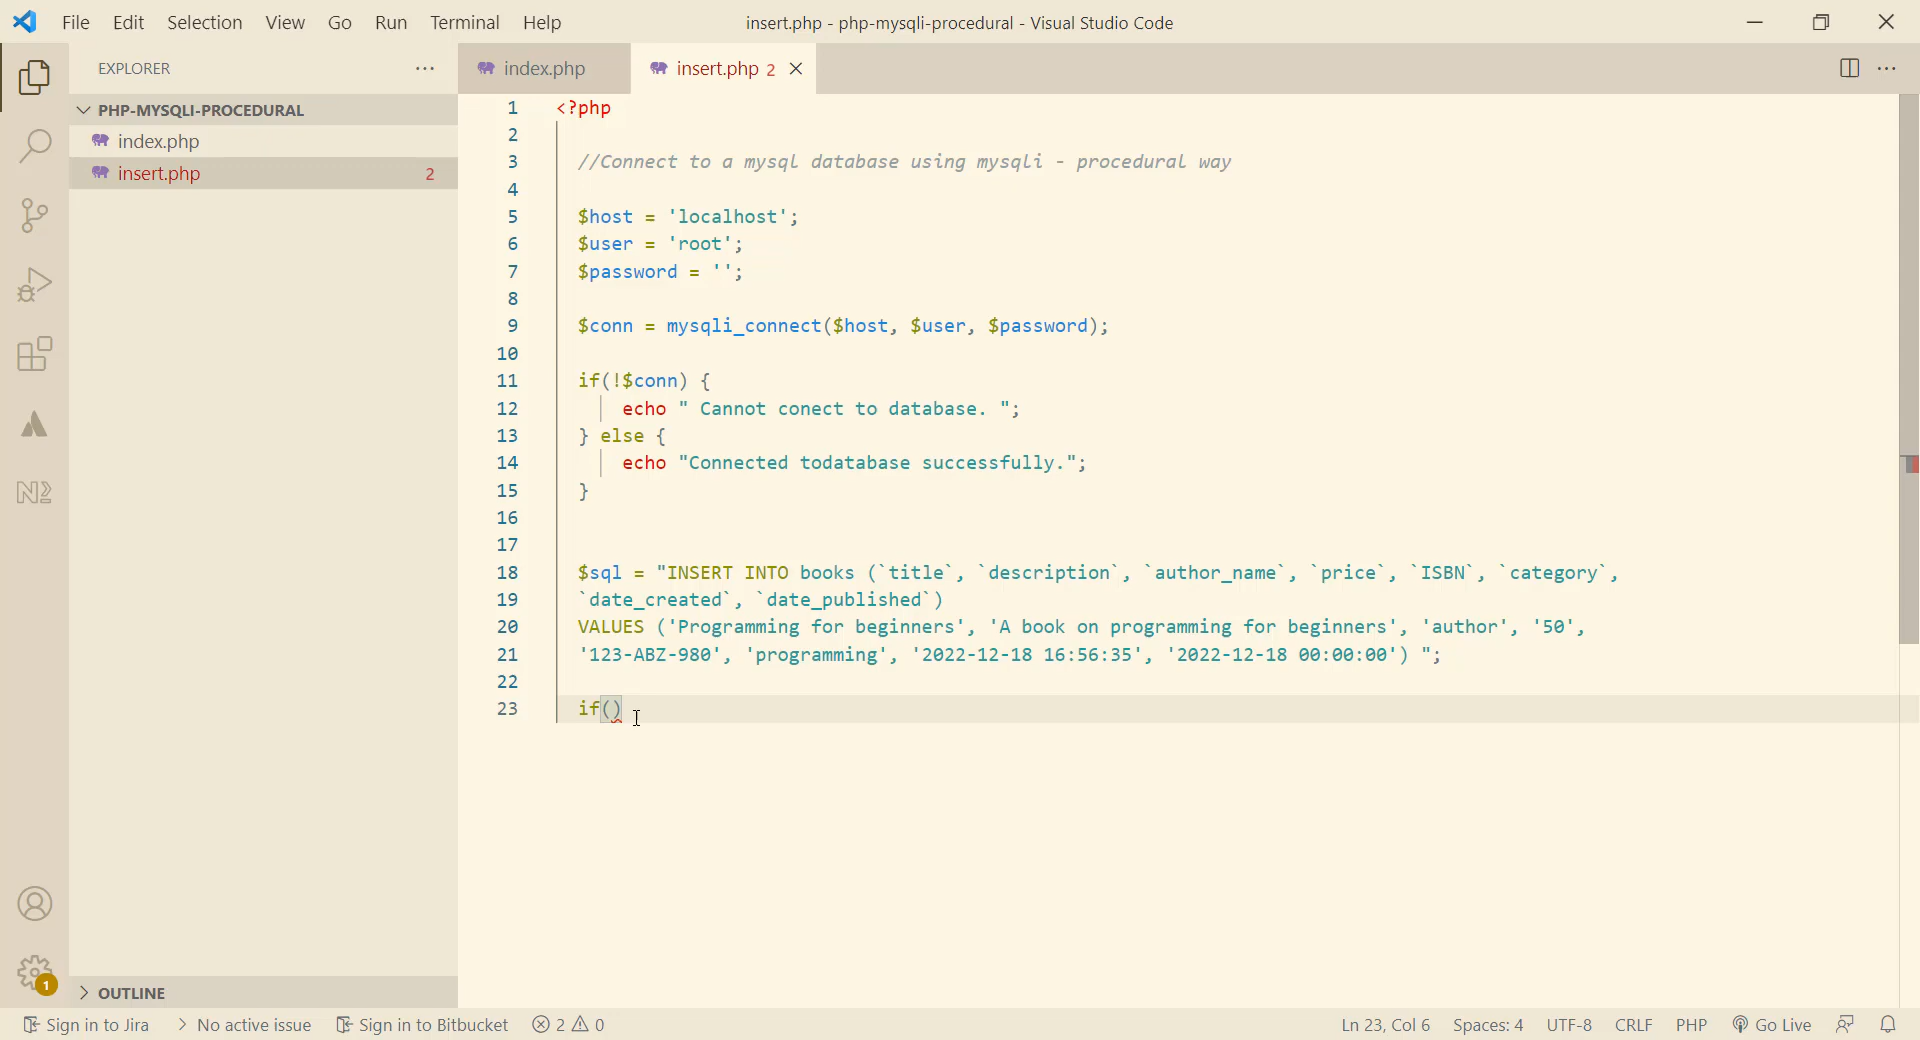 File Edit Selection View Go Run Terminal Help
insert.php - php-mysqli-procedural - Visual Studio Code
EXPLORER
PHP-MYSQLI-PROCEDURAL
index.php
insert.php 2
OUTLINE
index.php
insert.php 2
1 <?php
2
3 //Connect to a mysql database using mysqli - procedural way
4
5 $host = 'localhost';
6 $user = 'root';
7 $password = '';
8
9 $conn = mysqli_connect($host, $user, $password);
10
11 if(!$conn) {
12 echo " Cannot conect to database. ";
13 } else {
14 echo "Connected todatabase successfully.";
15 }
16
17
18 $sql = "INSERT INTO books (`title`, `description`, `author_name`, `price`, `ISBN`, `category`,
19 `date_created`, `date_published`)
20 VALUES ('Programming for beginners', 'A book on programming for beginners', 'author', '50',
21 '123-ABZ-980', 'programming', '2022-12-18 16:56:35', '2022-12-18 00:00:00') ";
22
23 if()
1
Sign in to Jira No active issue Sign in to Bitbucket 2 0 Ln 23, Col 6 Spaces: 4 UTF-8 CRLF PHP Go Live